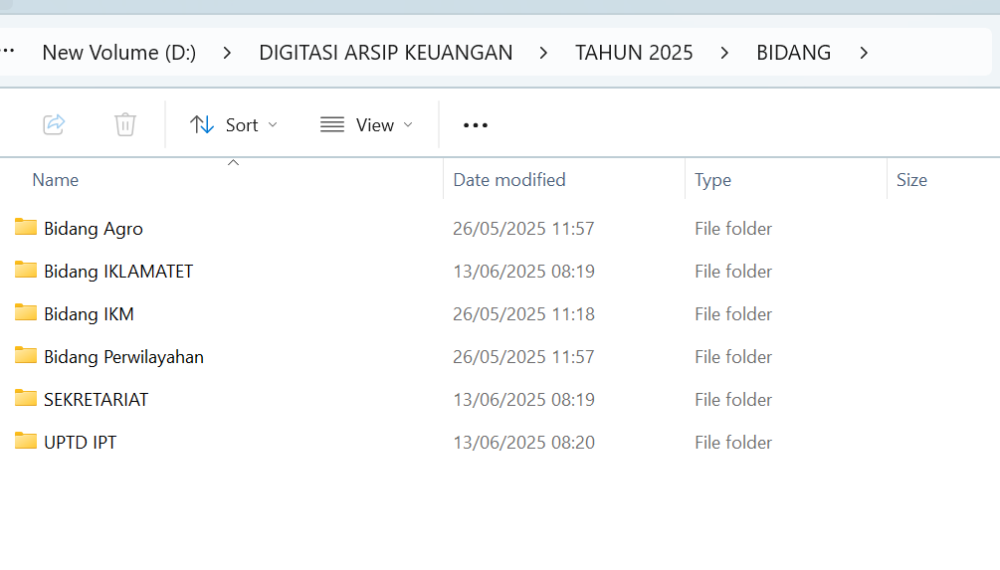 ... New Volume (D:) > DIGITASI ARSIP KEUANGAN > TAHUN 2025 > BIDANG >
Sort View ...
Name Date modified Type Size
Bidang Agro 26/05/2025 11:57 File folder
Bidang IKLAMATET 13/06/2025 08:19 File folder
Bidang IKM 26/05/2025 11:18 File folder
Bidang Perwilayahan 26/05/2025 11:57 File folder
SEKRETARIAT 13/06/2025 08:19 File folder
UPTD IPT 13/06/2025 08:20 File folder